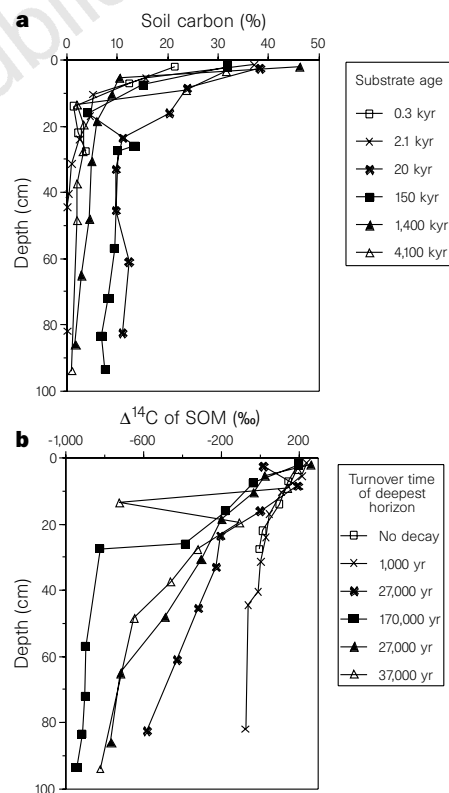 a
Soil carbon (%)
0 10 20 30 40 50
0
20
40
60
80
100
Depth (cm)
Substrate age
0.3 kyr
2.1 kyr
20 kyr
150 kyr
1,400 kyr
4,100 kyr
b
Δ14C of SOM (‰)
-1,000 -600 -200 200
0
20
40
60
80
100
Depth (cm)
Turnover time
of deepest
horizon
No decay
1,000 yr
27,000 yr
170,000 yr
27,000 yr
37,000 yr